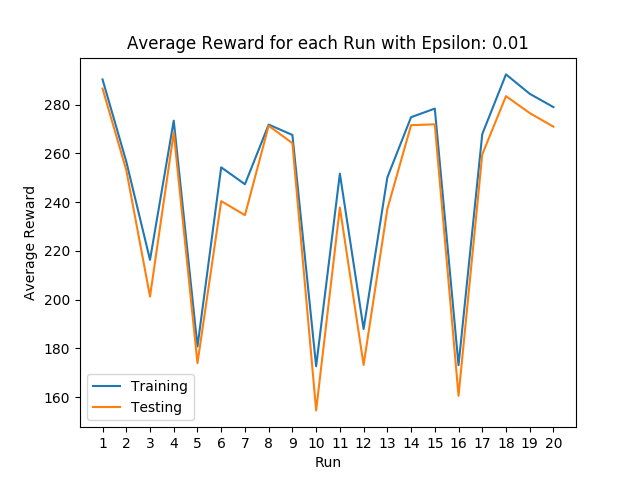 Average Reward for each Run with Epsilon: 0.01
Average Reward
280
260
240
220
200
180
160
Training
Testing
1 2 3 4 5 6 7 8 9 10 11 12 13 14 15 16 17 18 19 20
Run